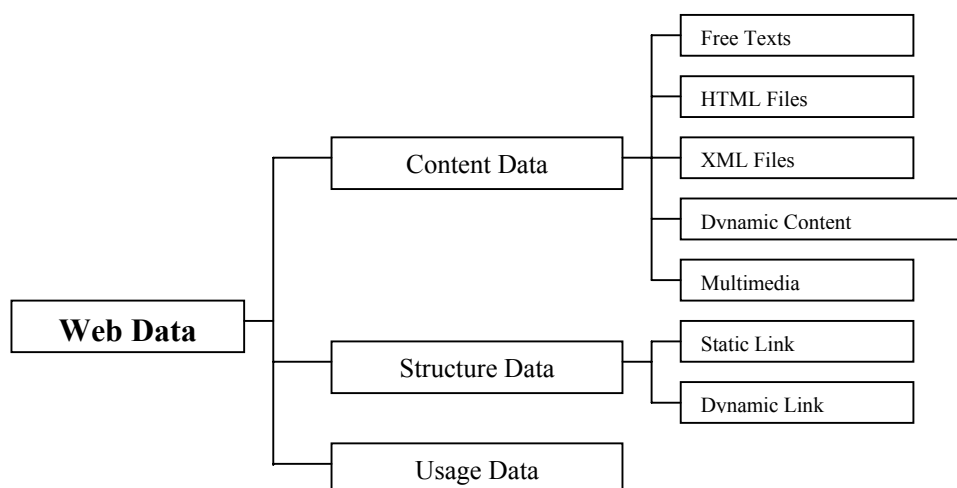 Free Texts
HTML Files
XML Files
Dynamic Content
Multimedia
Content Data
Web Data
Structure Data
Static Link
Dynamic Link
Usage Data